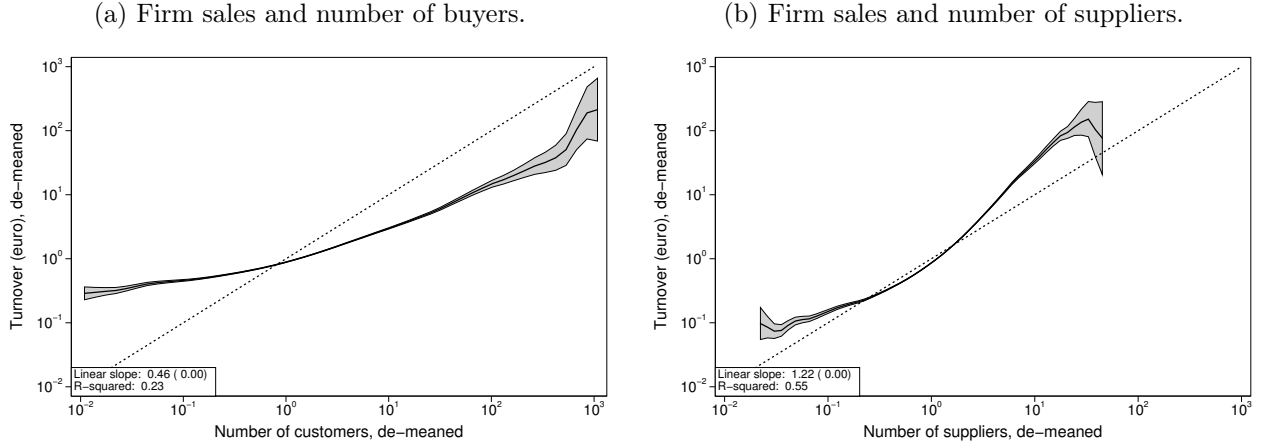 (a) Firm sales and number of buyers.
10³
10²
10¹
10⁰
10⁻¹
10⁻²
Turnover (euro), de−meaned
Linear slope: 0.46 ( 0.00)
R−squared: 0.23
10⁻² 10⁻¹ 10⁰ 10¹ 10² 10³
Number of customers, de−meaned
(b) Firm sales and number of suppliers.
10³
10²
10¹
10⁰
10⁻¹
10⁻²
Turnover (euro), de−meaned
Linear slope: 1.22 ( 0.00)
R−squared: 0.55
10⁻² 10⁻¹ 10⁰ 10¹ 10² 10³
Number of suppliers, de−meaned